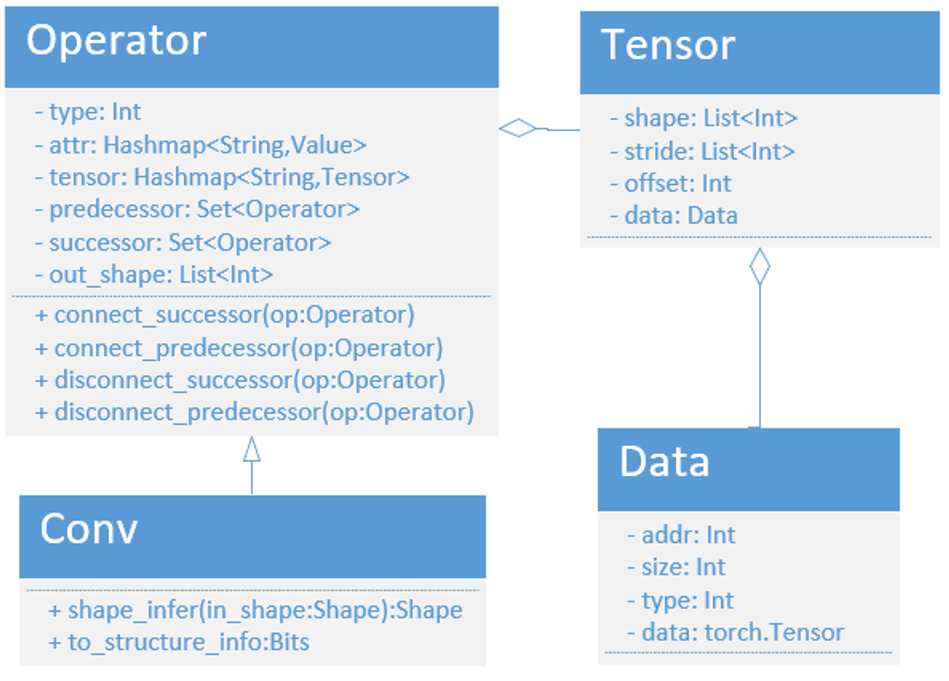 Operator
- type: Int
- attr: Hashmap<String,Value>
- tensor: Hashmap<String,Tensor>
- predecessor: Set<Operator>
- successor: Set<Operator>
- out_shape: List<Int>
+ connect_successor(op:Operator)
+ connect_predecessor(op:Operator)
+ disconnect_successor(op:Operator)
+ disconnect_predecessor(op:Operator)
Tensor
- shape: List<Int>
- stride: List<Int>
- offset: Int
- data: Data
Conv
+ shape_infer(in_shape:Shape):Shape
+ to_structure_info:Bits
Data
- addr: Int
- size: Int
- type: Int
- data: torch.Tensor